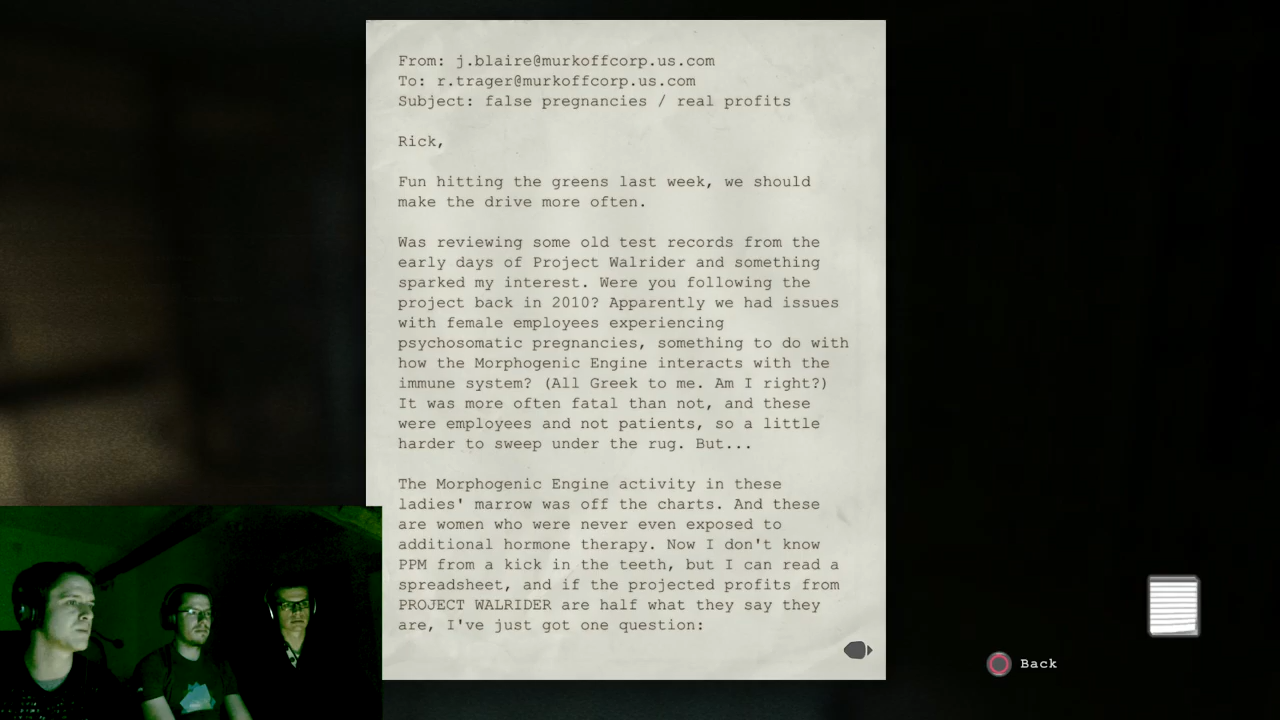 From: j.blaire@murkoffcorp.us.com
To: r.trager@murkoffcorp.us.com
Subject: false pregnancies / real profits
Rick,
Fun hitting the greens last week, we should
make the drive more often.
Was reviewing some old test records from the
early days of Project Walrider and something
sparked my interest. Were you following the
project back in 2010? Apparently we had issues
with female employees experiencing
psychosomatic pregnancies, something to do with
how the Morphogenic Engine interacts with the
immune system? (All Greek to me. Am I right?)
It was more often fatal than not, and these
were employees and not patients, so a little
harder to sweep under the rug. But...
The Morphogenic Engine activity in these
ladies' marrow was off the charts. And these
are women who were never even exposed to
additional hormone therapy. Now I don't know
PPM from a kick in the teeth, but I can read a
spreadsheet, and if the projected profits from
PROJECT WALRIDER are half what they say they
are, I've just got one question:
Back